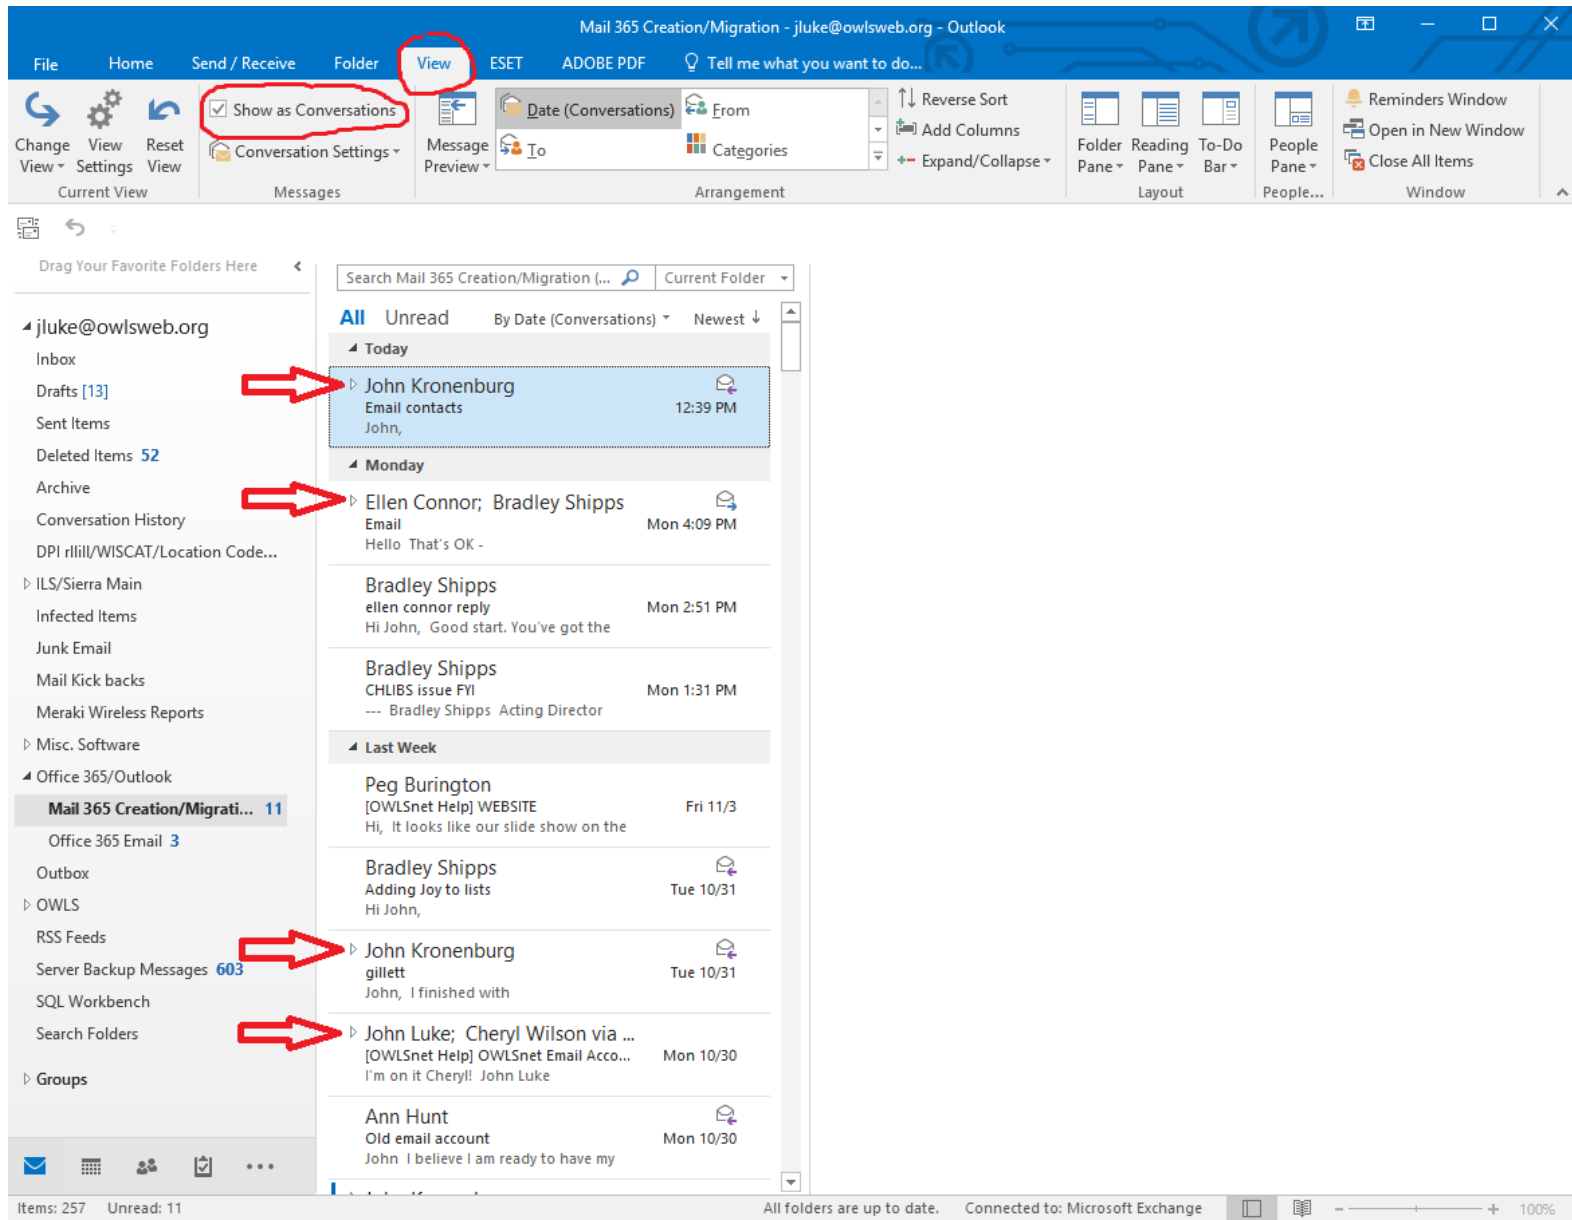 Mail 365 Creation/Migration - jluke@owlsweb.org - Outlook
File Home Send / Receive Folder View ESET ADOBE PDF Tell me what you want to do...
Change View
View Settings
Reset View
Current View
Show as Conversations
Conversation Settings
Messages
Message Preview
Date (Conversations) From
To Categories
Arrangement
Reverse Sort
Add Columns
Expand/Collapse
Folder Pane
Reading Pane
To-Do Bar
Layout
People Pane
People...
Reminders Window
Open in New Window
Close All Items
Window
Drag Your Favorite Folders Here
jluke@owlsweb.org
Inbox
Drafts [13]
Sent Items
Deleted Items 52
Archive
Conversation History
DPI rllill/WISCAT/Location Code...
ILS/Sierra Main
Infected Items
Junk Email
Mail Kick backs
Meraki Wireless Reports
Misc. Software
Office 365/Outlook
Mail 365 Creation/Migrati... 11
Office 365 Email 3
Outbox
OWLS
RSS Feeds
Server Backup Messages 603
SQL Workbench
Search Folders
Groups
Search Mail 365 Creation/Migration (... Current Folder
All Unread By Date (Conversations) Newest ↓
Today
John Kronenburg
Email contacts 12:39 PM
John,
Monday
Ellen Connor; Bradley Shipps
Email Mon 4:09 PM
Hello That's OK -
Bradley Shipps
ellen connor reply Mon 2:51 PM
Hi John, Good start. You've got the
Bradley Shipps
CHLIBS issue FYI Mon 1:31 PM
--- Bradley Shipps Acting Director
Last Week
Peg Burington
[OWLSnet Help] WEBSITE Fri 11/3
Hi, It looks like our slide show on the
Bradley Shipps
Adding Joy to lists Tue 10/31
Hi John,
John Kronenburg
gillett Tue 10/31
John, I finished with
John Luke; Cheryl Wilson via ...
[OWLSnet Help] OWLSnet Email Acco... Mon 10/30
I'm on it Cheryl! John Luke
Ann Hunt
Old email account Mon 10/30
John I believe I am ready to have my
Items: 257 Unread: 11 All folders are up to date. Connected to: Microsoft Exchange 100%